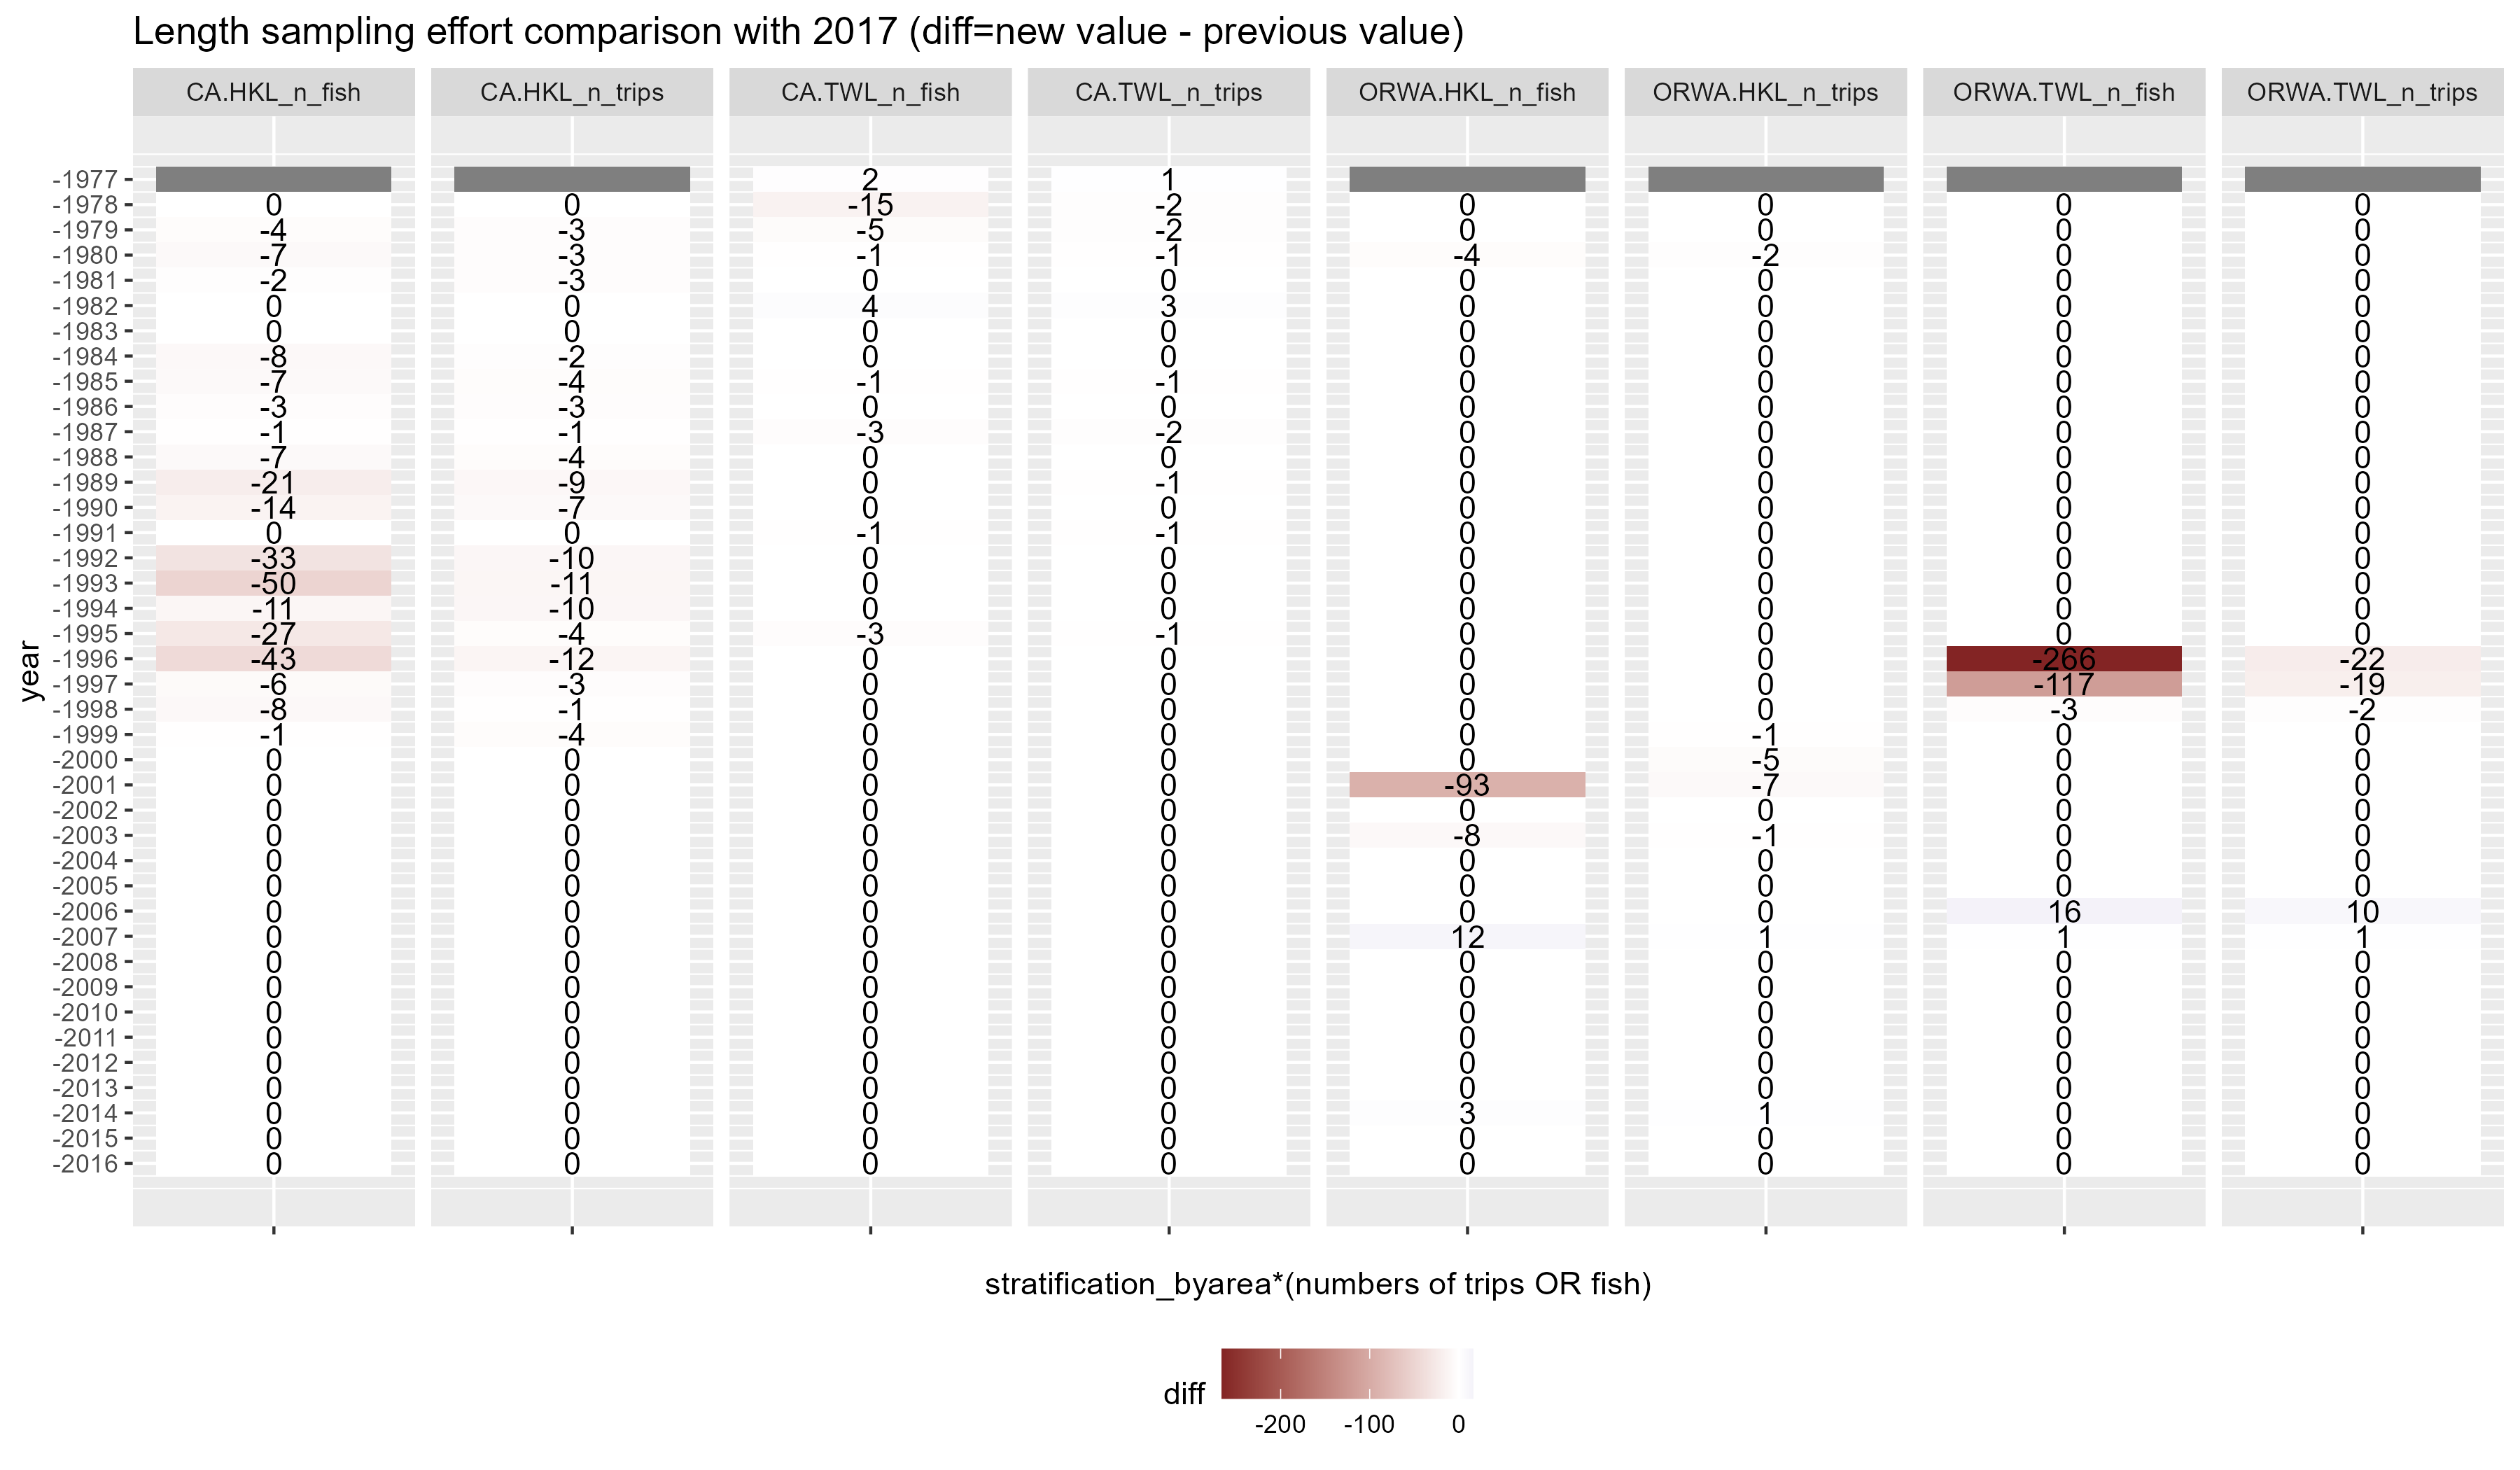 Length sampling effort comparison with 2017 (diff=new value - previous value)
CA.HKL_n_fish CA.HKL_n_trips CA.TWL_n_fish CA.TWL_n_trips ORWA.HKL_n_fish ORWA.HKL_n_trips ORWA.TWL_n_fish ORWA.TWL_n_trips
-1977 2 1
-1978 0 0 -15 -2 0 0 0 0
-1979 -4 -3 -5 -2 0 0 0 0
-1980 -7 -3 -1 -1 -4 -2 0 0
-1981 -2 -3 0 0 0 0 0 0
-1982 0 0 4 3 0 0 0 0
-1983 0 0 0 0 0 0 0 0
-1984 -8 -2 0 0 0 0 0 0
-1985 -7 -4 -1 -1 0 0 0 0
-1986 -3 -3 0 0 0 0 0 0
-1987 -1 -1 -3 -2 0 0 0 0
-1988 -7 -4 0 0 0 0 0 0
-1989 -21 -9 0 -1 0 0 0 0
-1990 -14 -7 0 0 0 0 0 0
-1991 0 0 -1 -1 0 0 0 0
-1992 -33 -10 0 0 0 0 0 0
-1993 -50 -11 0 0 0 0 0 0
-1994 -11 -10 0 0 0 0 0 0
-1995 -27 -4 -3 -1 0 0 0 0
-1996 -43 -12 0 0 0 0 -266 -22
-1997 -6 -3 0 0 0 0 -117 -19
-1998 -8 -1 0 0 0 0 -3 -2
-1999 -1 -4 0 0 0 -1 0 0
-2000 0 0 0 0 0 -5 0 0
-2001 0 0 0 0 -93 -7 0 0
-2002 0 0 0 0 0 0 0 0
-2003 0 0 0 0 -8 -1 0 0
-2004 0 0 0 0 0 0 0 0
-2005 0 0 0 0 0 0 0 0
-2006 0 0 0 0 0 0 16 10
-2007 0 0 0 0 12 1 1 1
-2008 0 0 0 0 0 0 0 0
-2009 0 0 0 0 0 0 0 0
-2010 0 0 0 0 0 0 0 0
-2011 0 0 0 0 0 0 0 0
-2012 0 0 0 0 0 0 0 0
-2013 0 0 0 0 0 0 0 0
-2014 0 0 0 0 3 1 0 0
-2015 0 0 0 0 0 0 0 0
-2016 0 0 0 0 0 0 0 0
year
stratification_byarea*(numbers of trips OR fish)
diff
-200 -100 0